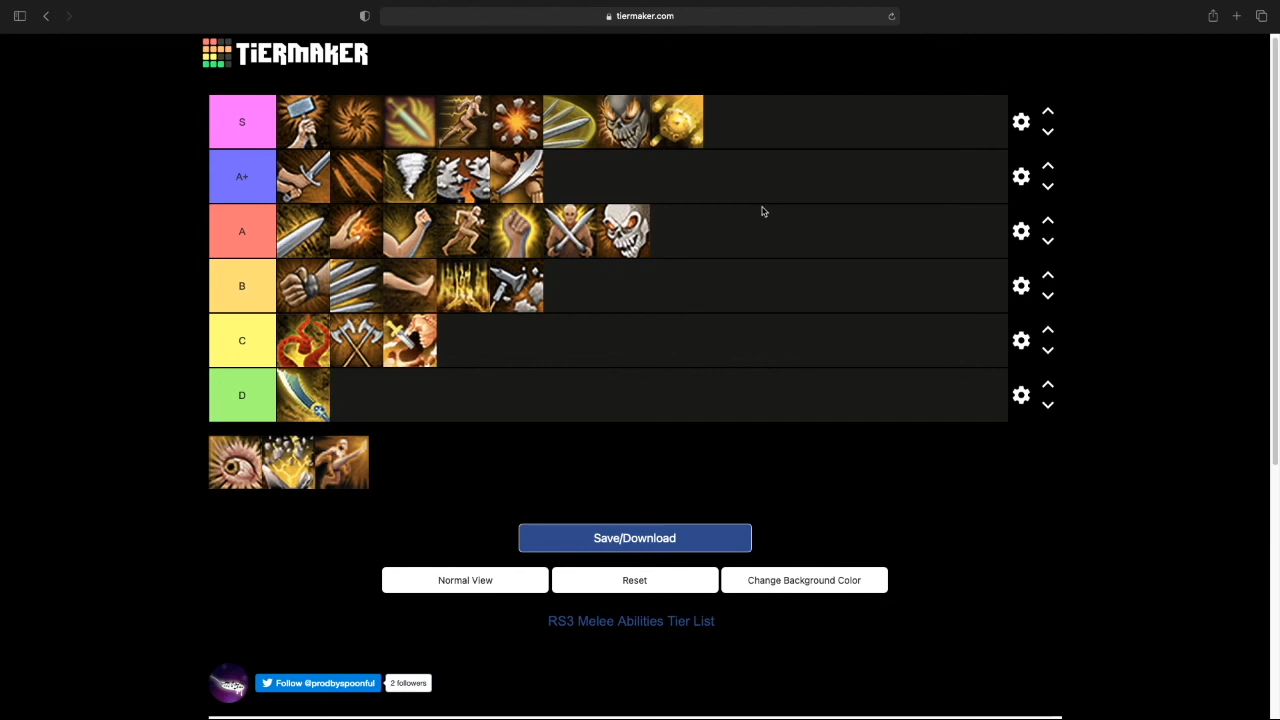 tiermaker.com
TiERMAKER
S
A+
A
B
C
D
Save/Download
Normal View
Reset
Change Background Color
RS3 Melee Abilities Tier List
Follow @prodbyspoonful
2 followers